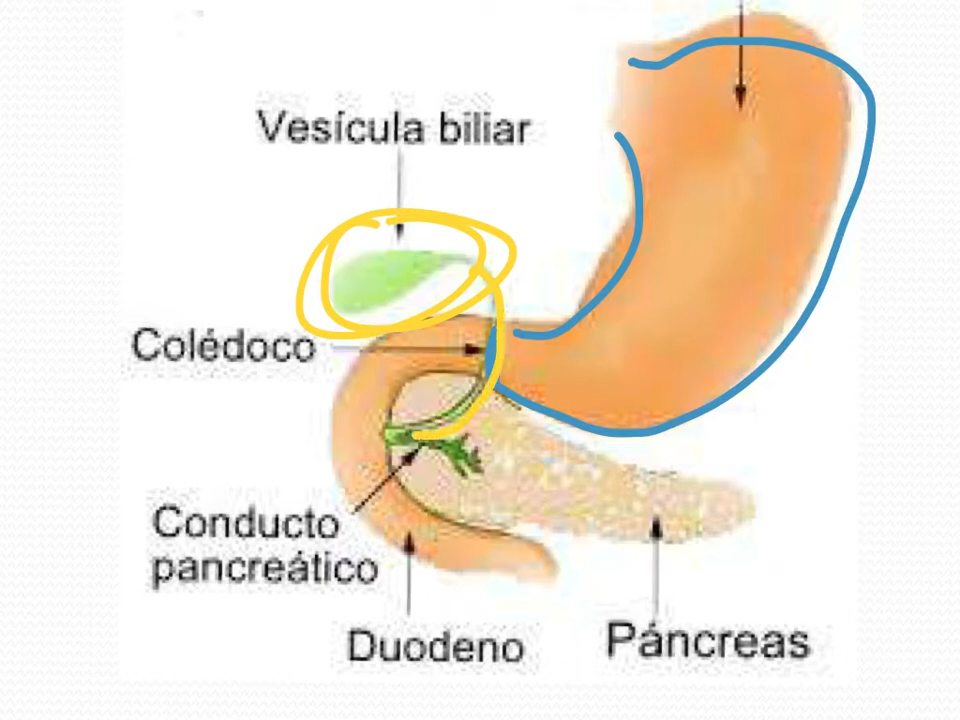 Vesícula biliar
Colédoco
Conducto
pancreático
Duodeno
Páncreas